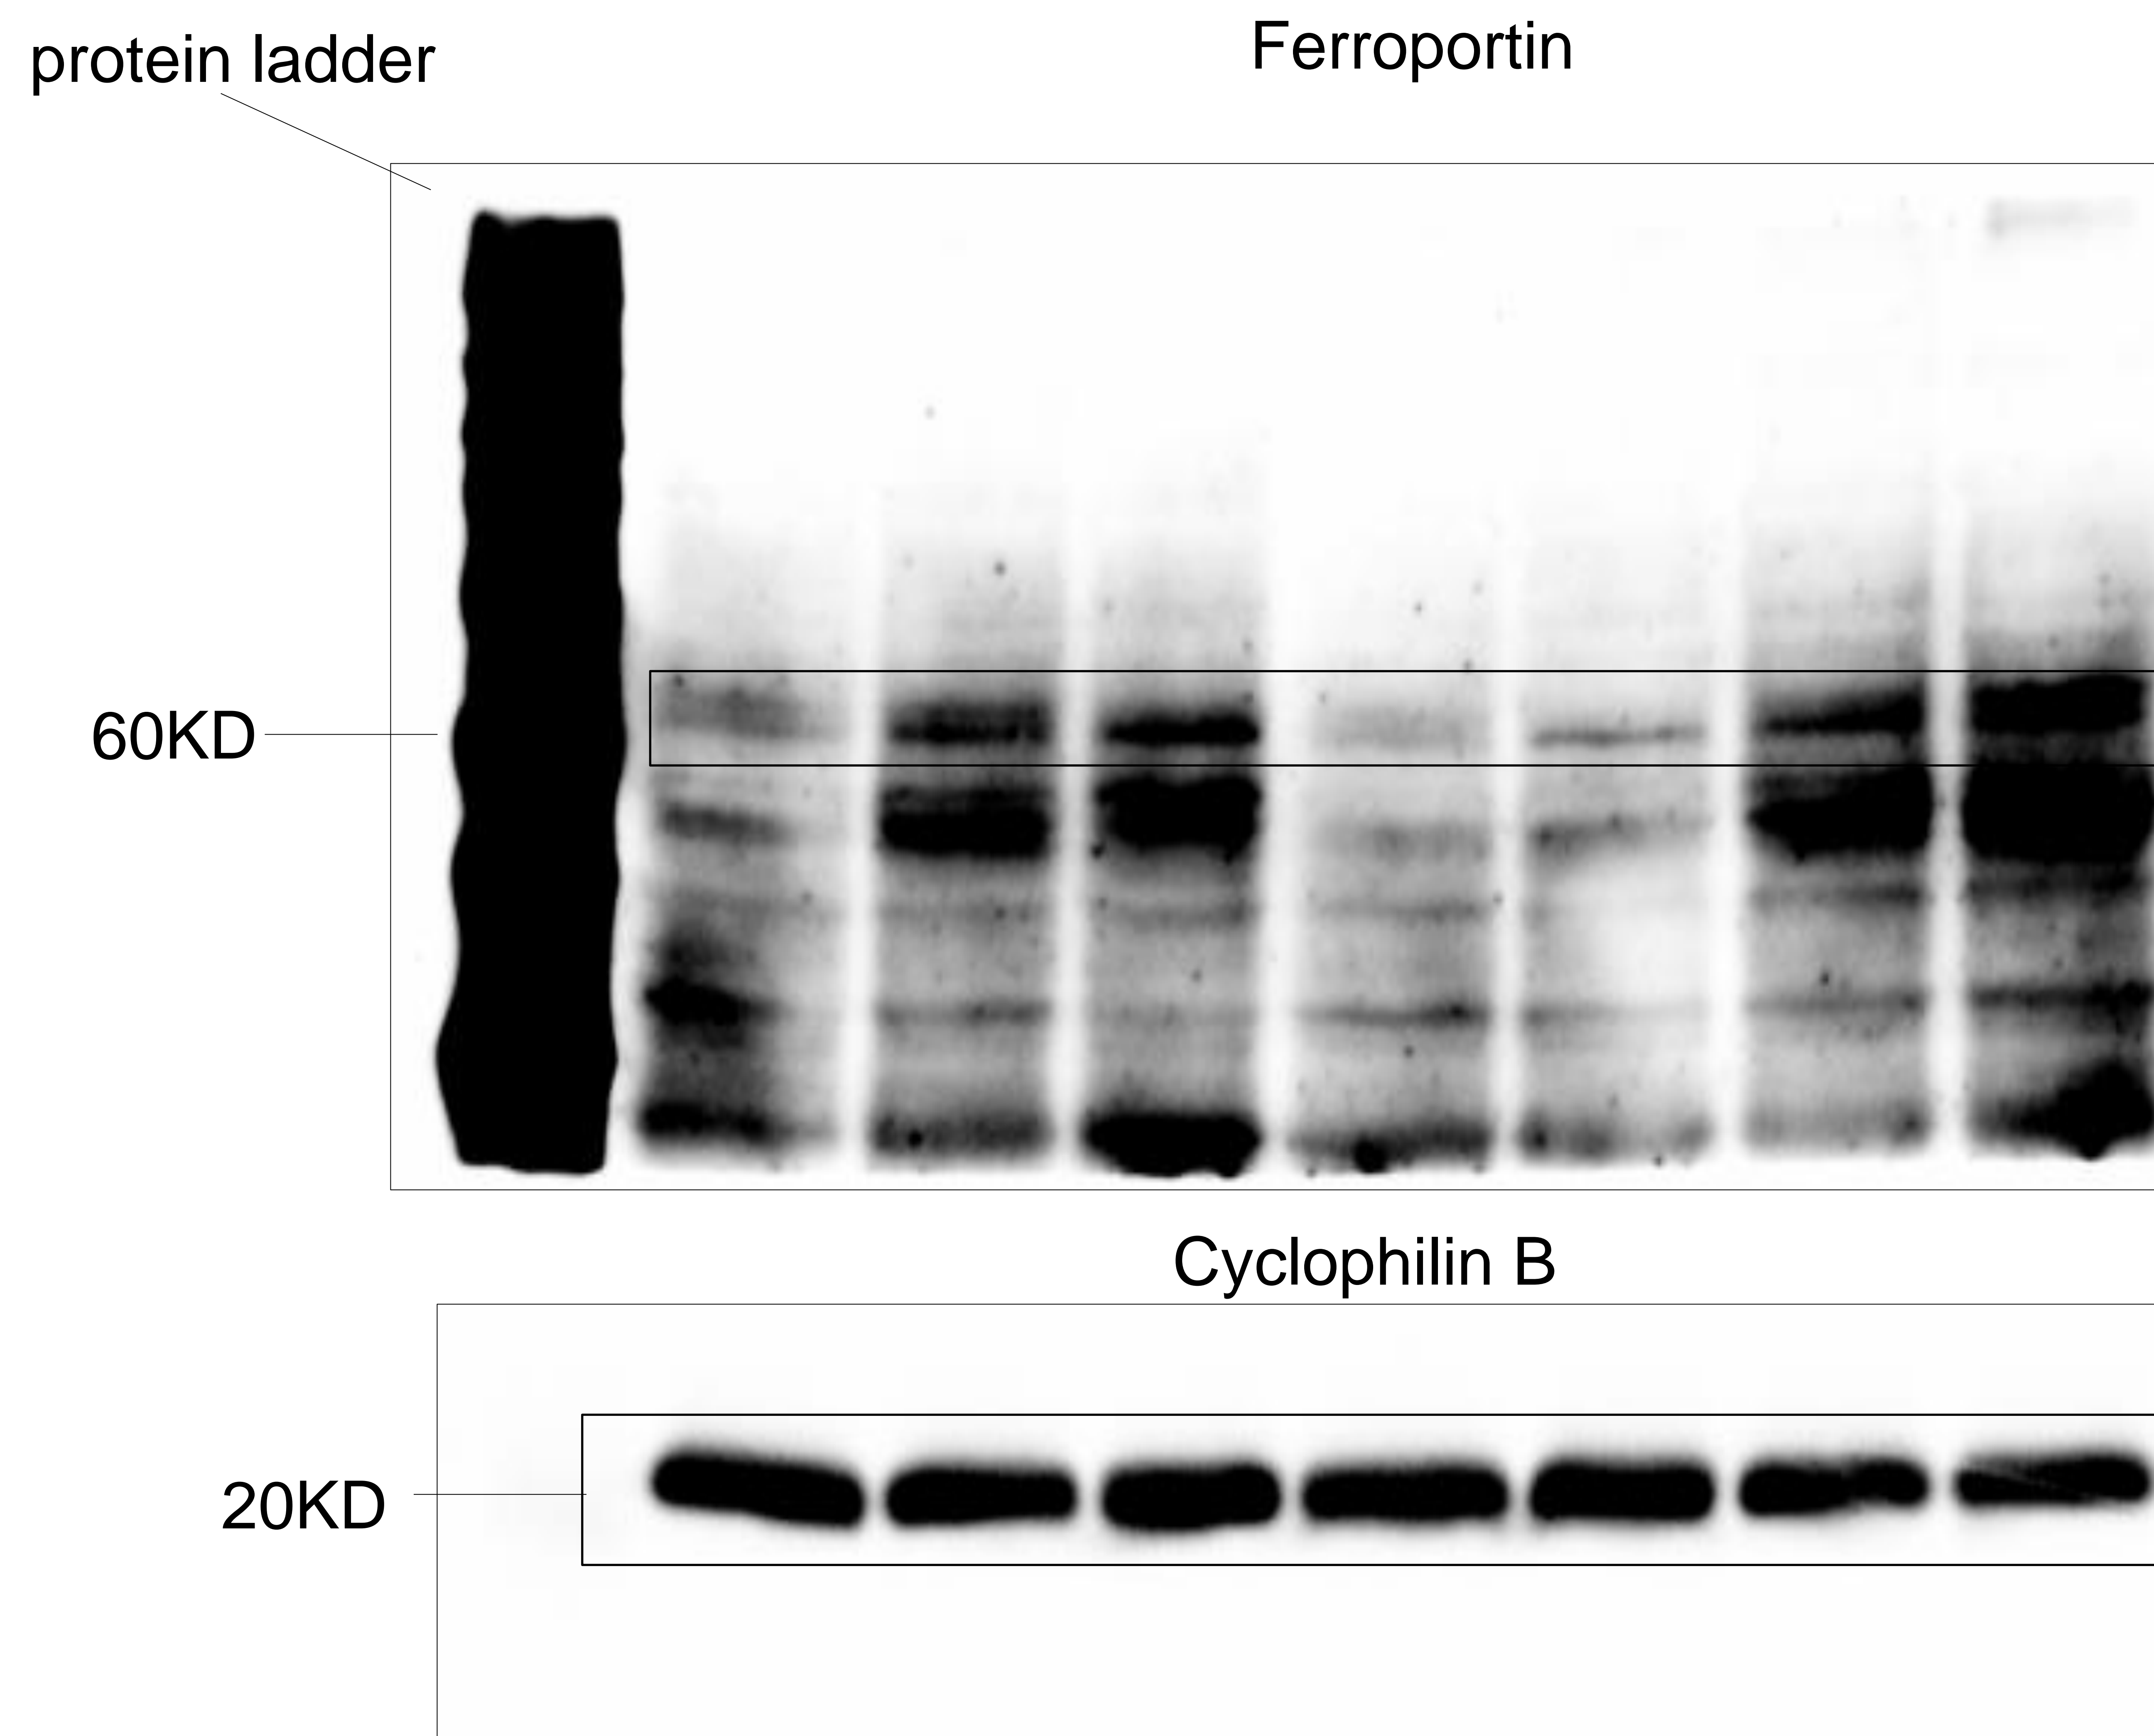 protein ladder
Ferroportin
60KD
Cyclophilin B
20KD